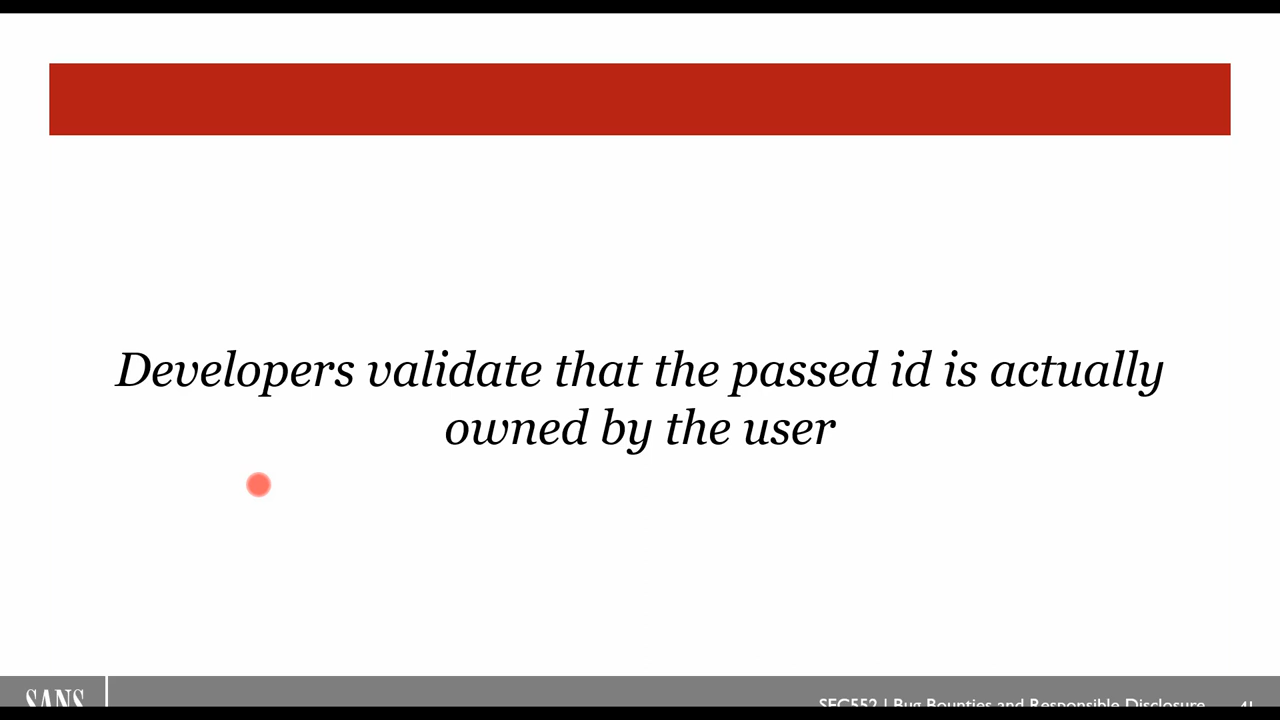 Developers validate that the passed id is actually
owned by the user
SANS
SEC552 | Bug Bounties and Responsible Disclosure
41